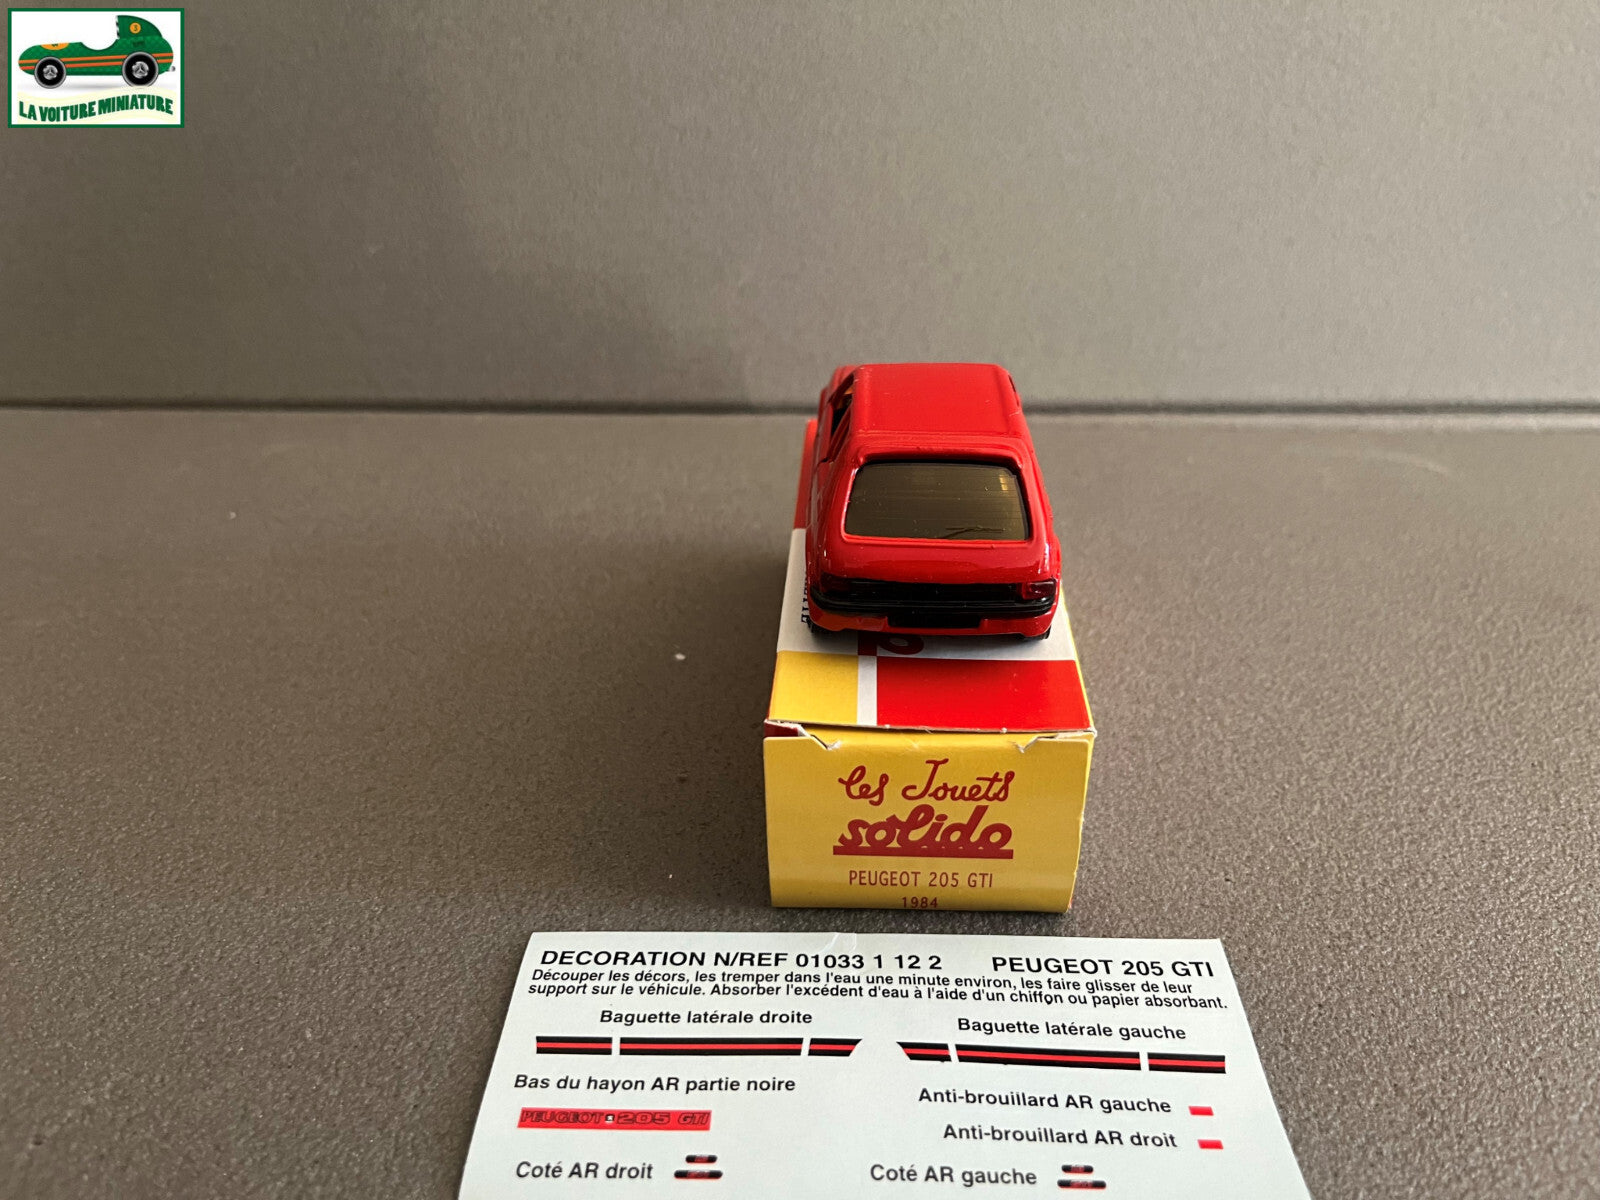 LA VOITURE MINIATURE
les Jouets
solido
PEUGEOT 205 GTI
1984
DECORATION N/REF 01033 1 12 2 PEUGEOT 205 GTI
Découper les décors, les tremper dans l'eau une minute environ, les faire glisser de leur
support sur le véhicule. Absorber l'excédent d'eau à l'aide d'un chiffon ou papier absorbant.
Baguette latérale droite
Baguette latérale gauche
Bas du hayon AR partie noire
Anti-brouillard AR gauche
PEUGEOT 205 GTI
Anti-brouillard AR droit
Coté AR droit
Coté AR gauche